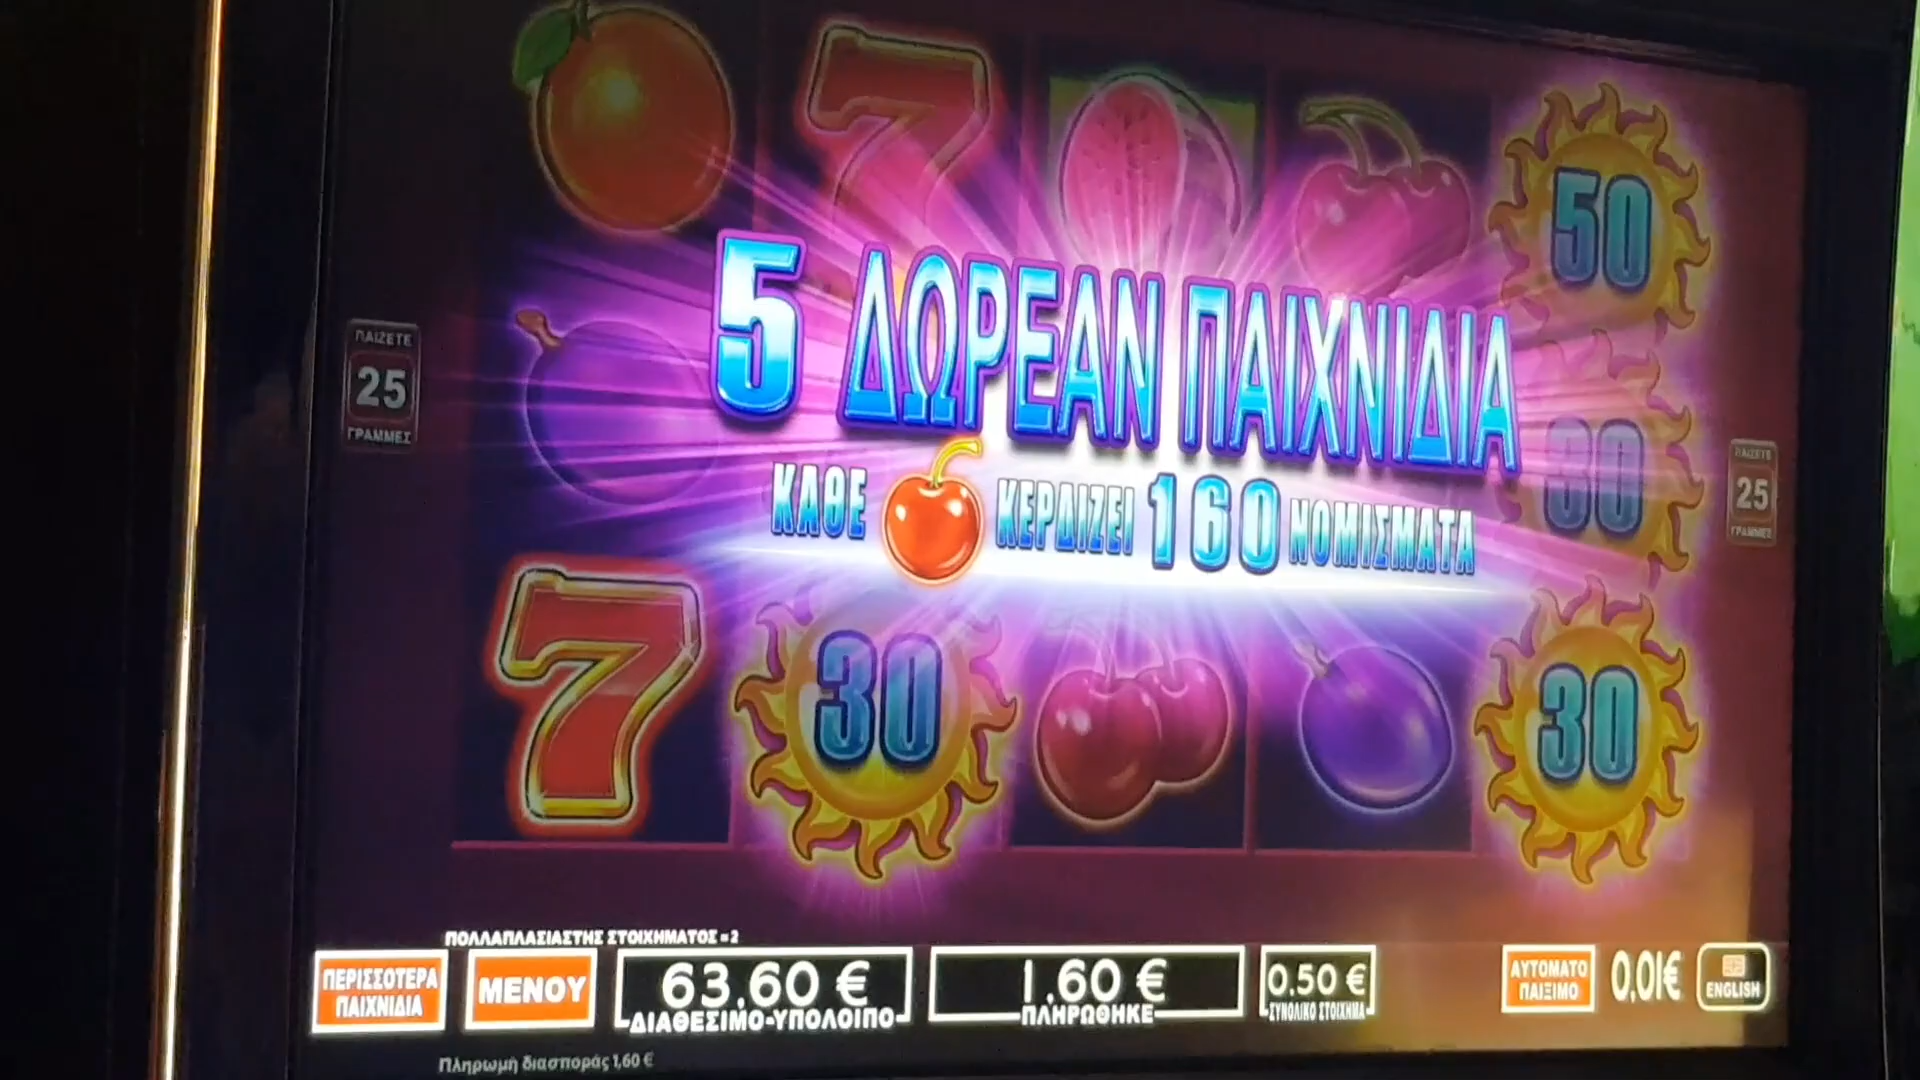 50
5 ΔΩΡΕΑΝ ΠΑΙΧΝΙΔΙΑ
ΠΑΙΖΕΤΕ
25
ΓΡΑΜΜΕΣ
30
ΚΑΘΕ ΚΕΡΔΙΖΕΙ 160 ΝΟΜΙΣΜΑΤΑ
ΠΑΙΖΕΤΕ
25
ΓΡΑΜΜΕΣ
7
7
30
30
ΠΟΛΛΑΠΛΑΣΙΑΣΤΗΣ ΣΤΟΙΧΗΜΑΤΟΣ = 2
ΠΕΡΙΣΣΟΤΕΡΑ
ΠΑΙΧΝΙΔΙΑ
ΜΕΝΟΥ
63.60 €
ΔΙΑΘΕΣΙΜΟ-ΥΠΟΛΟΙΠΟ
1.60 €
ΠΛΗΡΩΘΗΚΕ
0.50 €
ΣΥΝΟΛΙΚΟ ΣΤΟΙΧΗΜΑ
ΑΥΤΟΜΑΤΟ
ΠΑΙΞΙΜΟ
0,01€
ENGLISH
Πληρωμή διασποράς 1,60 €